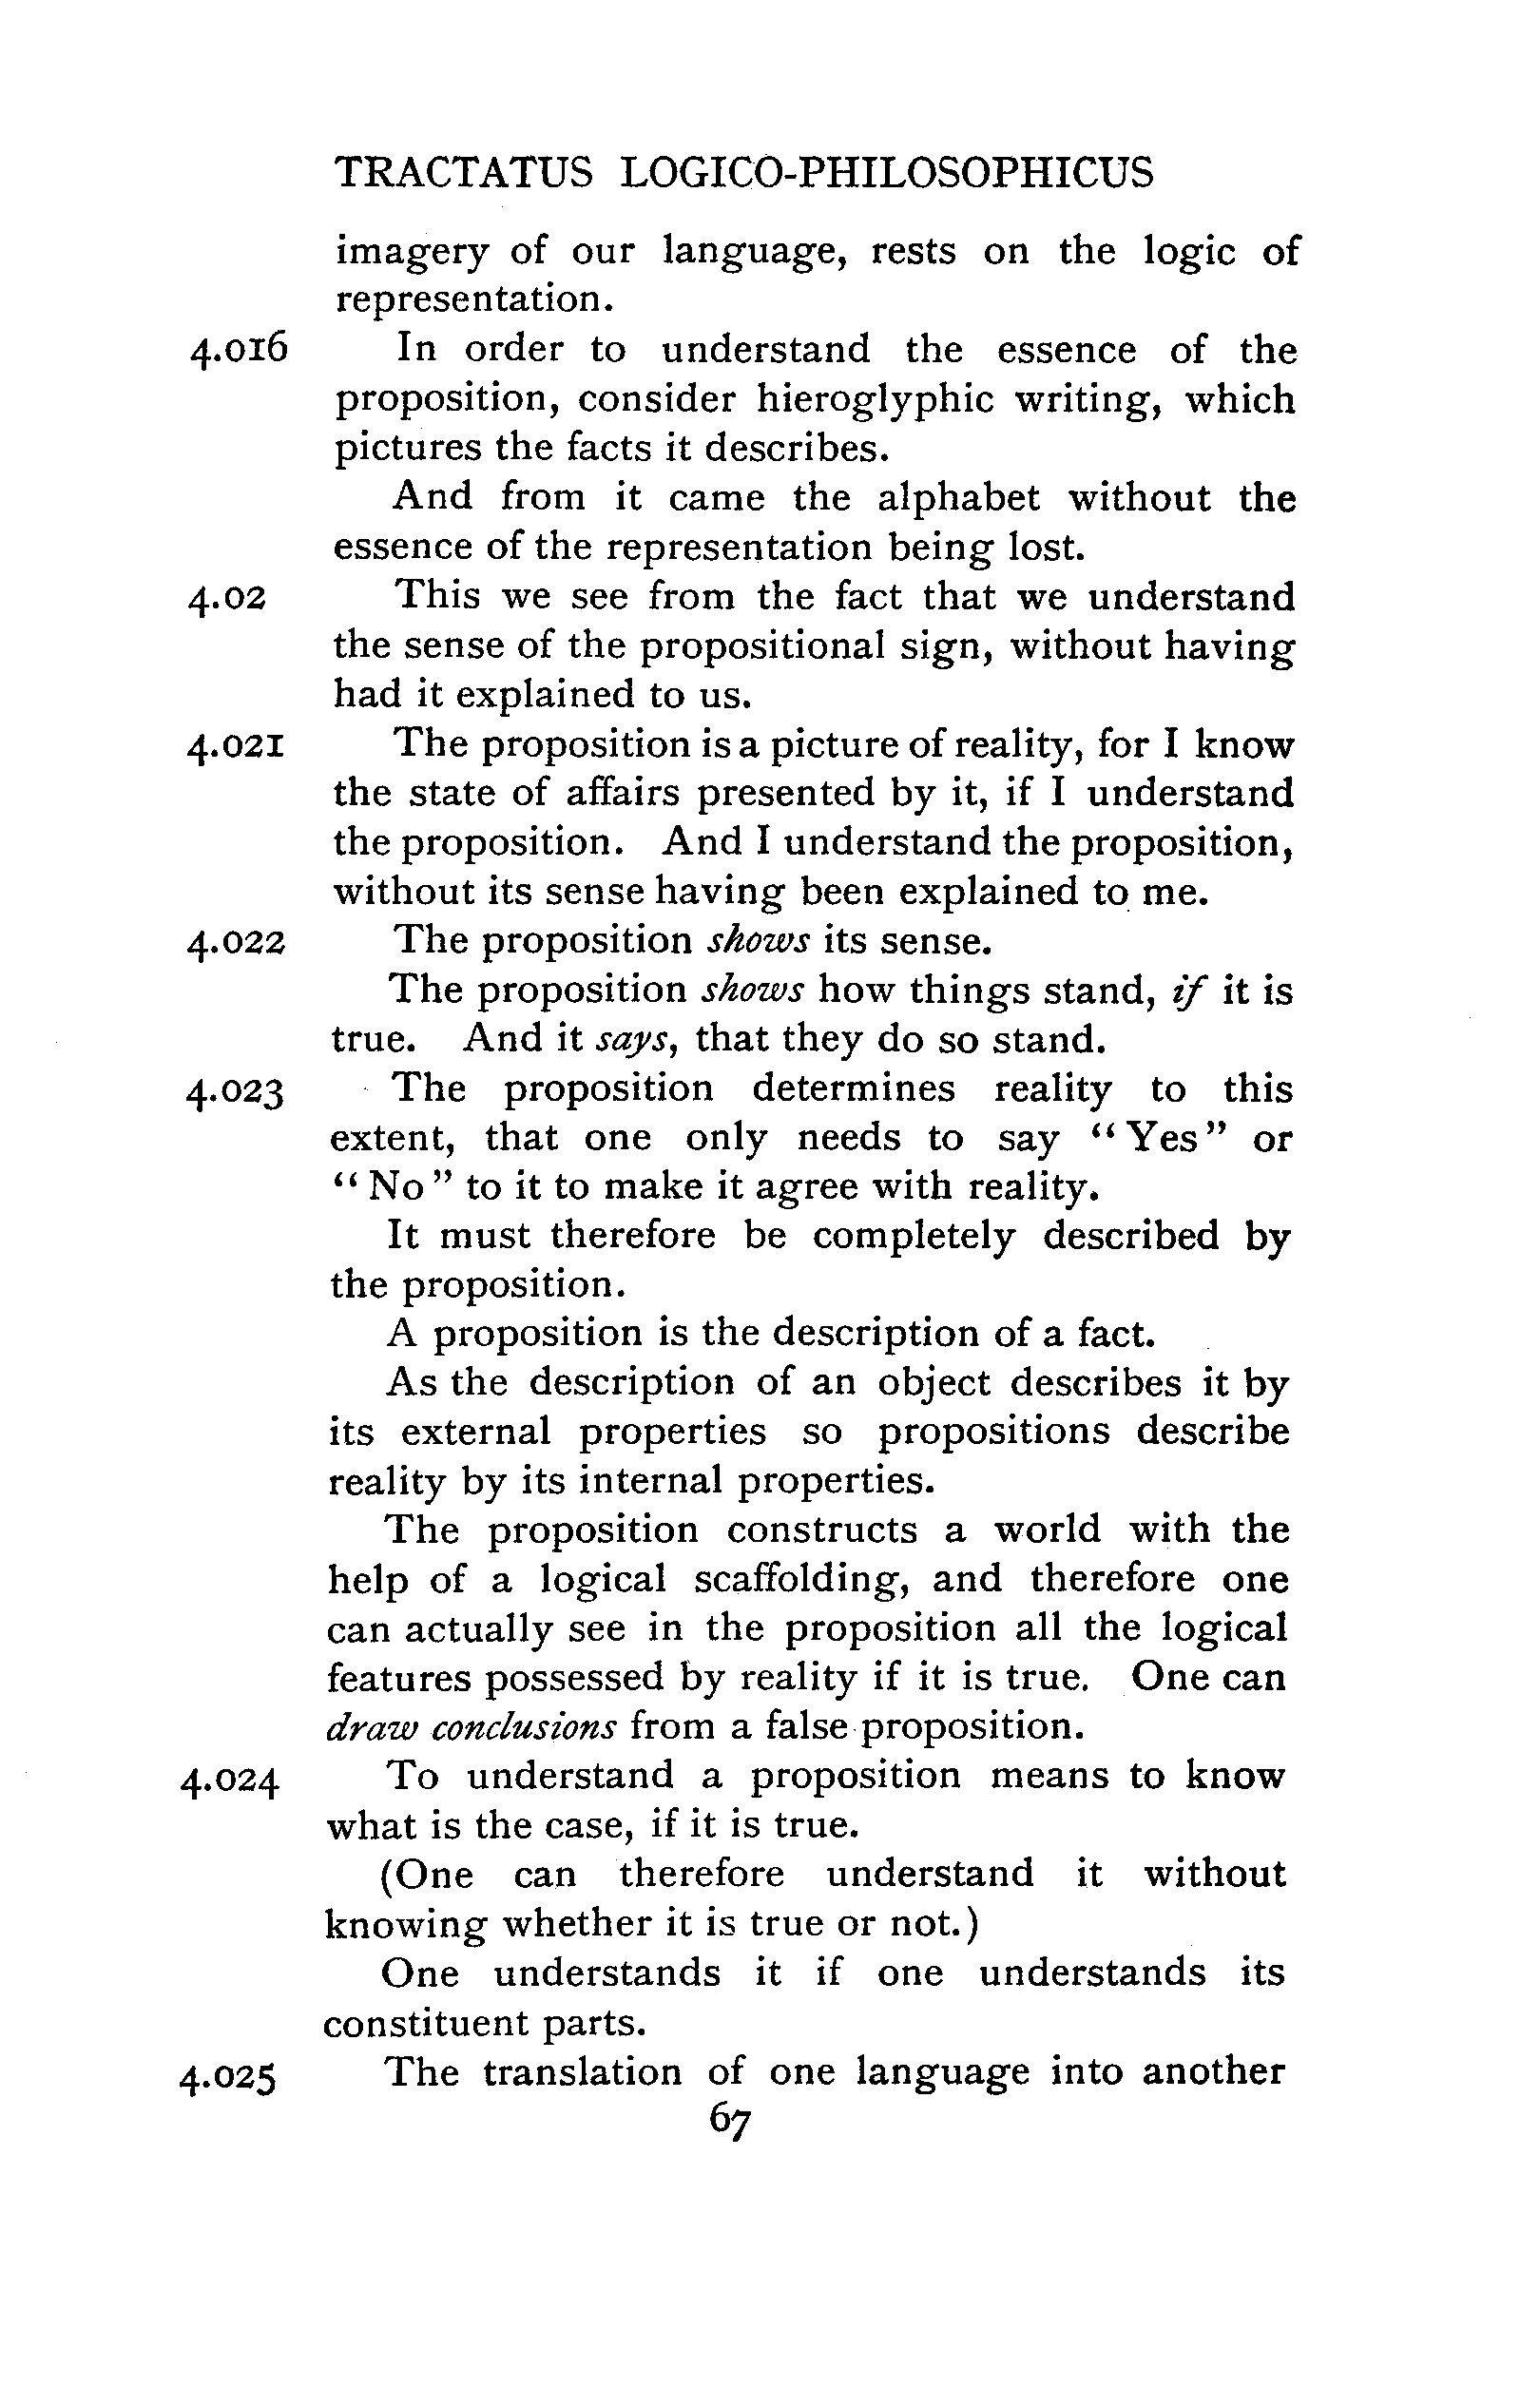 TRACTATUS LOGICO-PHILOSOPHICUS
imagery of our language, rests on the logic of
representation.
4.016 In order to understand the essence of the
proposition, consider hieroglyphic writing, which
pictures the facts it describes.
And from it came the alphabet without the
essence of the representation being lost.
4.02 This we see from the fact that we understand
the sense of the propositional sign, without having
had it explained to us.
4.021 The proposition is a picture of reality, for I know
the state of affairs presented by it, if I understand
the proposition. And I understand the proposition,
without its sense having been explained to me.
4.022 The proposition shows its sense.
The proposition shows how things stand, if it is
true. And it says, that they do so stand.
4.023 The proposition determines reality to this
extent, that one only needs to say “Yes” or
“No” to it to make it agree with reality.
It must therefore be completely described by
the proposition.
A proposition is the description of a fact.
As the description of an object describes it by
its external properties so propositions describe
reality by its internal properties.
The proposition constructs a world with the
help of a logical scaffolding, and therefore one
can actually see in the proposition all the logical
features possessed by reality if it is true. One can
draw conclusions from a false proposition.
4.024 To understand a proposition means to know
what is the case, if it is true.
(One can therefore understand it without
knowing whether it is true or not.)
One understands it if one understands its
constituent parts.
4.025 The translation of one language into another
67